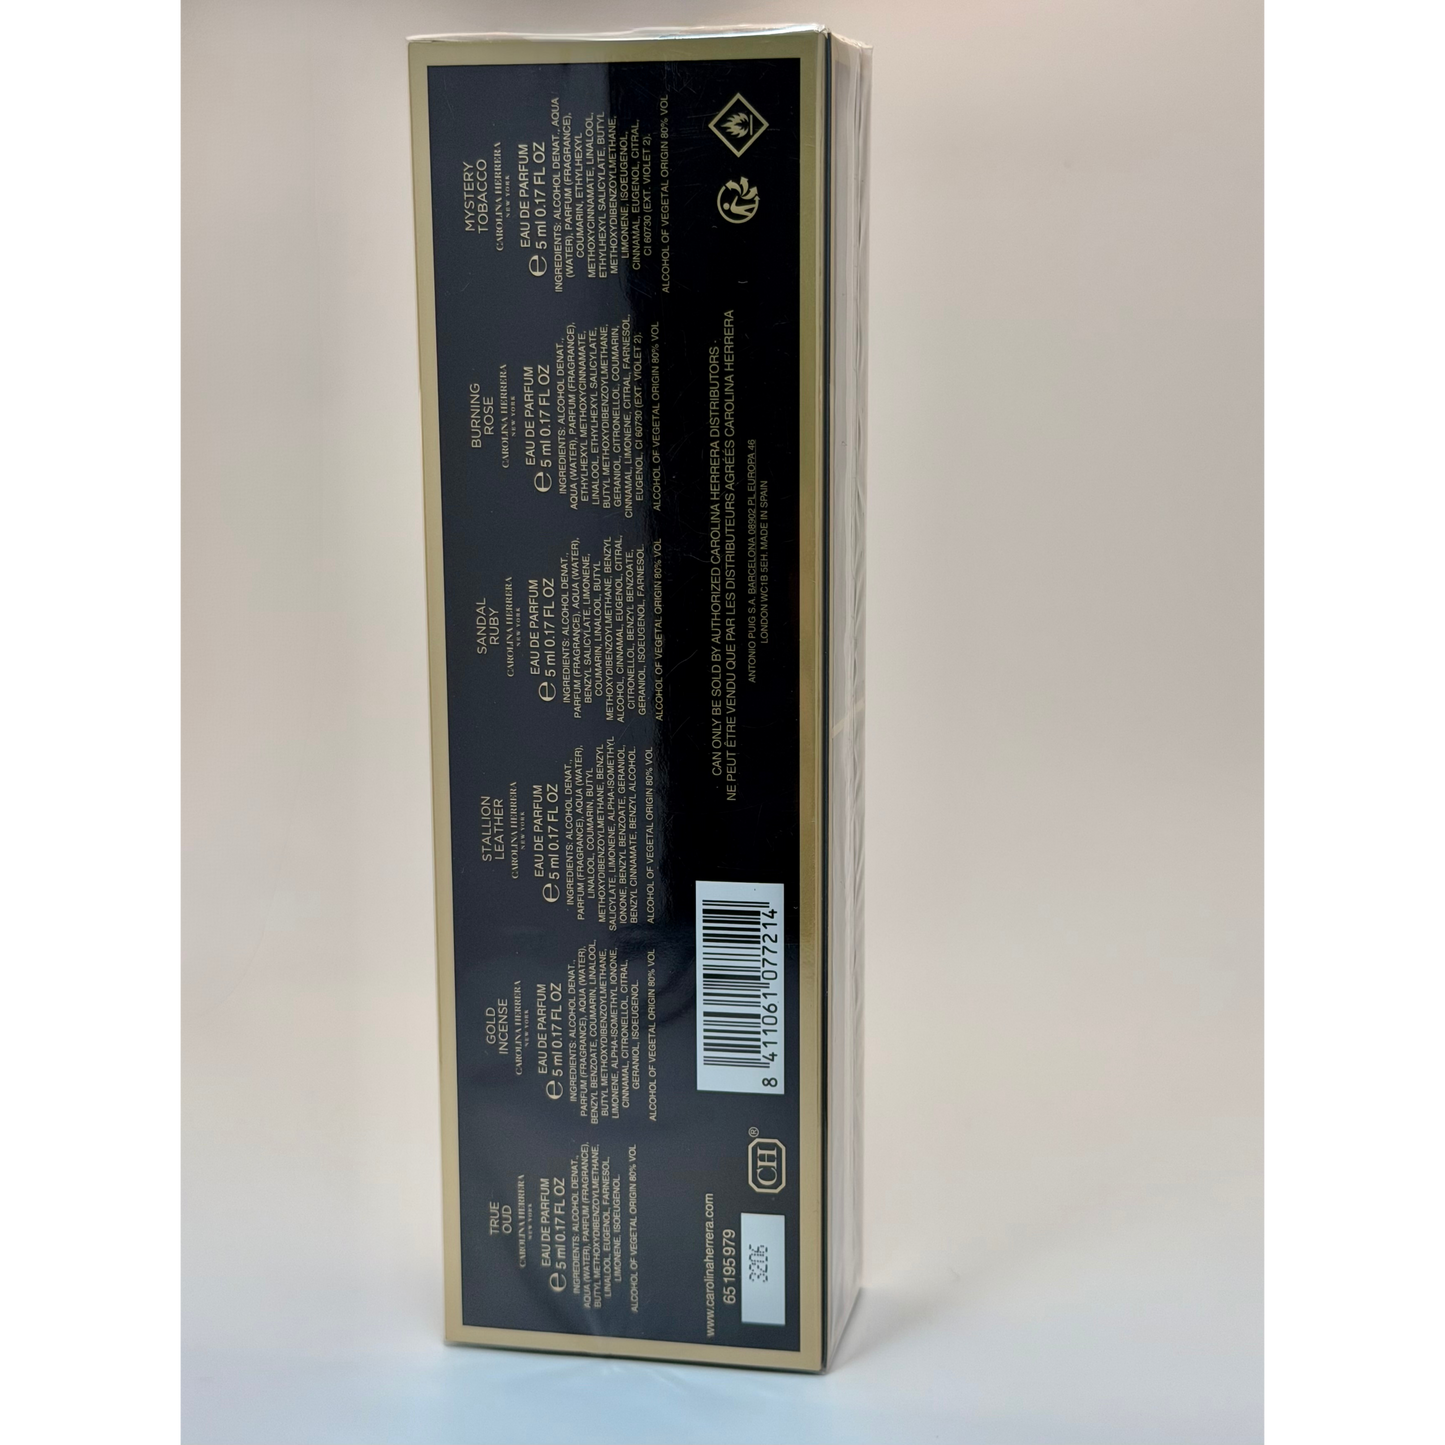 MYSTERY
TOBACCO
CAROLINA HERRERA
NEW YORK
EAU DE PARFUM
e 5 ml 0.17 FL OZ
INGREDIENTS: ALCOHOL DENAT., AQUA
(WATER), PARFUM (FRAGRANCE),
COUMARIN, ETHYLHEXYL
METHOXYCINNAMATE, LINALOOL,
ETHYLHEXYL SALICYLATE, BUTYL
METHOXYDIBENZOYLMETHANE,
LIMONENE, ISOEUGENOL,
CINNAMAL, EUGENOL, CITRAL,
CI 60730 (EXT. VIOLET 2).
ALCOHOL OF VEGETAL ORIGIN 80% VOL
BURNING
ROSE
CAROLINA HERRERA
NEW YORK
EAU DE PARFUM
e 5 ml 0.17 FL OZ
INGREDIENTS: ALCOHOL DENAT.,
AQUA (WATER), PARFUM (FRAGRANCE),
ETHYLHEXYL METHOXYCINNAMATE,
LINALOOL, ETHYLHEXYL SALICYLATE,
BUTYL METHOXYDIBENZOYLMETHANE,
GERANIOL, CITRONELLOL, COUMARIN,
CINNAMAL, LIMONENE, CITRAL, FARNESOL,
EUGENOL, CI 60730 (EXT. VIOLET 2).
ALCOHOL OF VEGETAL ORIGIN 80% VOL
SANDAL
RUBY
CAROLINA HERRERA
NEW YORK
EAU DE PARFUM
e 5 ml 0.17 FL OZ
INGREDIENTS: ALCOHOL DENAT.,
PARFUM (FRAGRANCE), AQUA (WATER),
BENZYL SALICYLATE, LIMONENE,
COUMARIN, LINALOOL, BUTYL
METHOXYDIBENZOYLMETHANE, BENZYL
ALCOHOL, CINNAMAL, EUGENOL, CITRAL,
CITRONELLOL, BENZYL BENZOATE,
GERANIOL, ISOEUGENOL, FARNESOL.
ALCOHOL OF VEGETAL ORIGIN 80% VOL
STALLION
LEATHER
CAROLINA HERRERA
NEW YORK
EAU DE PARFUM
e 5 ml 0.17 FL OZ
INGREDIENTS: ALCOHOL DENAT.,
PARFUM (FRAGRANCE), AQUA (WATER),
LINALOOL, COUMARIN, BUTYL
METHOXYDIBENZOYLMETHANE, BENZYL
SALICYLATE, LIMONENE, ALPHA-ISOMETHYL
IONONE, BENZYL BENZOATE, GERANIOL,
BENZYL CINNAMATE, BENZYL ALCOHOL.
ALCOHOL OF VEGETAL ORIGIN 80% VOL
GOLD
INCENSE
CAROLINA HERRERA
NEW YORK
EAU DE PARFUM
e 5 ml 0.17 FL OZ
INGREDIENTS: ALCOHOL DENAT.,
PARFUM (FRAGRANCE), AQUA (WATER),
BENZYL BENZOATE, COUMARIN, LINALOOL,
BUTYL METHOXYDIBENZOYLMETHANE,
LIMONENE, ALPHA-ISOMETHYL IONONE,
CINNAMAL, CITRONELLOL, CITRAL,
GERANIOL, ISOEUGENOL.
ALCOHOL OF VEGETAL ORIGIN 80% VOL
TRUE
OUD
CAROLINA HERRERA
NEW YORK
EAU DE PARFUM
e 5 ml 0.17 FL OZ
INGREDIENTS: ALCOHOL DENAT.,
AQUA (WATER), PARFUM (FRAGRANCE),
BUTYL METHOXYDIBENZOYLMETHANE,
LINALOOL, EUGENOL, FARNESOL,
LIMONENE, ISOEUGENOL.
ALCOHOL OF VEGETAL ORIGIN 80% VOL
CAN ONLY BE SOLD BY AUTHORIZED CAROLINA HERRERA DISTRIBUTORS ·
NE PEUT ÊTRE VENDU QUE PAR LES DISTRIBUTEURS AGRÉÉS CAROLINA HERRERA
ANTONIO PUIG S.A. BARCELONA 08902 PL EUROPA 46
LONDON WC1B 5EH. MADE IN SPAIN
8 411061 077214
CH®
www.carolinaherrera.com
65195979
3206